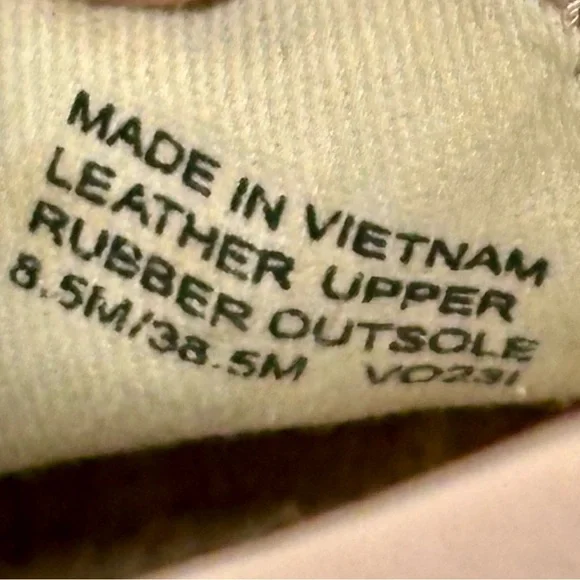 MADE IN VIETNAM
LEATHER UPPER
RUBBER OUTSOLE
8.5M/38.5M VO23I